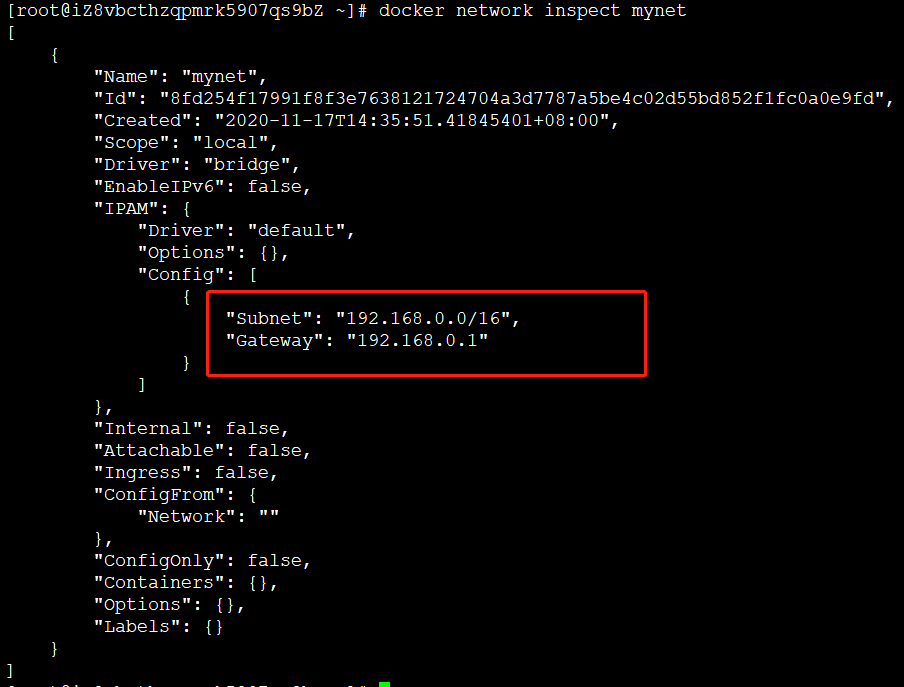 [root@iZ8vbcthzqpmrk5907qs9bZ ~]# docker network inspect mynet
[
    {
        "Name": "mynet",
        "Id": "8fd254f17991f8f3e7638121724704a3d7787a5be4c02d55bd852f1fc0a0e9fd",
        "Created": "2020-11-17T14:35:51.41845401+08:00",
        "Scope": "local",
        "Driver": "bridge",
        "EnableIPv6": false,
        "IPAM": {
            "Driver": "default",
            "Options": {},
            "Config": [
                {
                    "Subnet": "192.168.0.0/16",
                    "Gateway": "192.168.0.1"
                }
            ]
        },
        "Internal": false,
        "Attachable": false,
        "Ingress": false,
        "ConfigFrom": {
            "Network": ""
        },
        "ConfigOnly": false,
        "Containers": {},
        "Options": {},
        "Labels": {}
    }
]